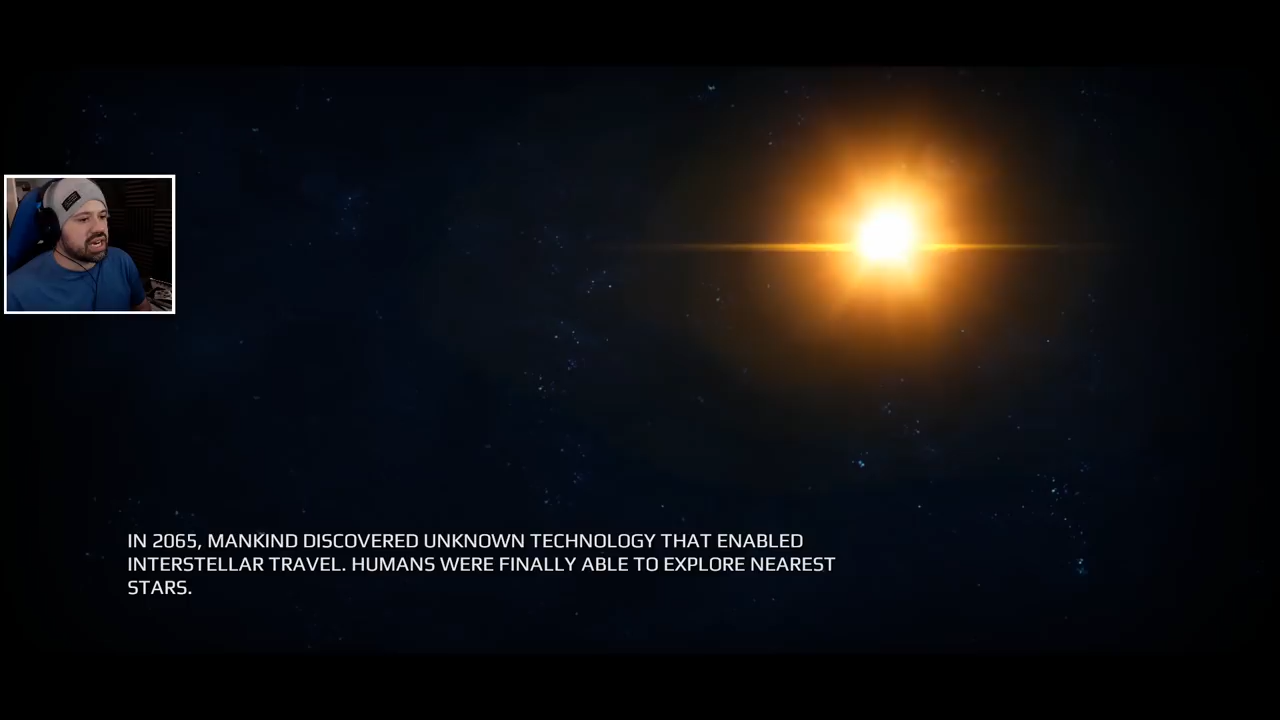 IN 2065, MANKIND DISCOVERED UNKNOWN TECHNOLOGY THAT ENABLED
INTERSTELLAR TRAVEL. HUMANS WERE FINALLY ABLE TO EXPLORE NEAREST
STARS.